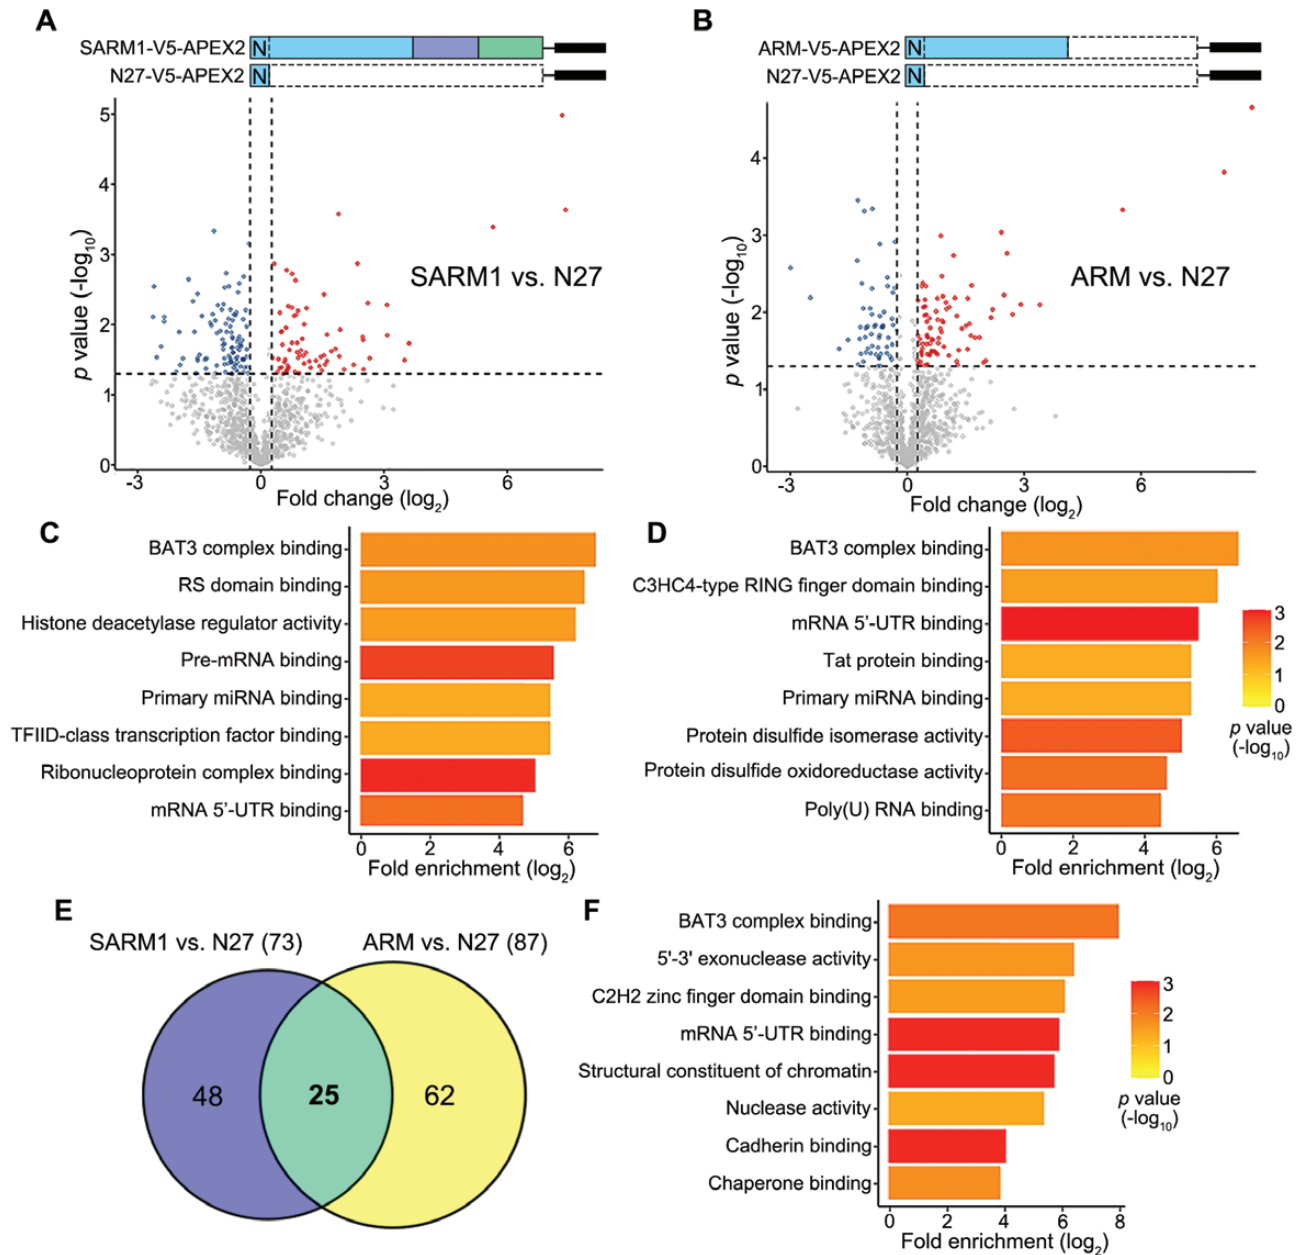 A
SARM1-V5-APEX2
N
N27-V5-APEX2
N
5
4
3
2
1
0
p value (-log10)
SARM1 vs. N27
-3
0
3
6
Fold change (log2)
B
ARM-V5-APEX2
N
N27-V5-APEX2
N
4
3
2
1
0
p value (-log10)
ARM vs. N27
-3
0
3
6
Fold change (log2)
C
BAT3 complex binding
RS domain binding
Histone deacetylase regulator activity
Pre-mRNA binding
Primary miRNA binding
TFIID-class transcription factor binding
Ribonucleoprotein complex binding
mRNA 5’-UTR binding
0
2
4
6
Fold enrichment (log2)
D
BAT3 complex binding
C3HC4-type RING finger domain binding
mRNA 5’-UTR binding
Tat protein binding
Primary miRNA binding
Protein disulfide isomerase activity
Protein disulfide oxidoreductase activity
Poly(U) RNA binding
0
2
4
6
Fold enrichment (log2)
3
2
1
0
p value
(-log10)
E
SARM1 vs. N27 (73)
ARM vs. N27 (87)
48
25
62
F
BAT3 complex binding
5'-3' exonuclease activity
C2H2 zinc finger domain binding
mRNA 5’-UTR binding
Structural constituent of chromatin
Nuclease activity
Cadherin binding
Chaperone binding
0
2
4
6
8
Fold enrichment (log2)
3
2
1
0
p value
(-log10)